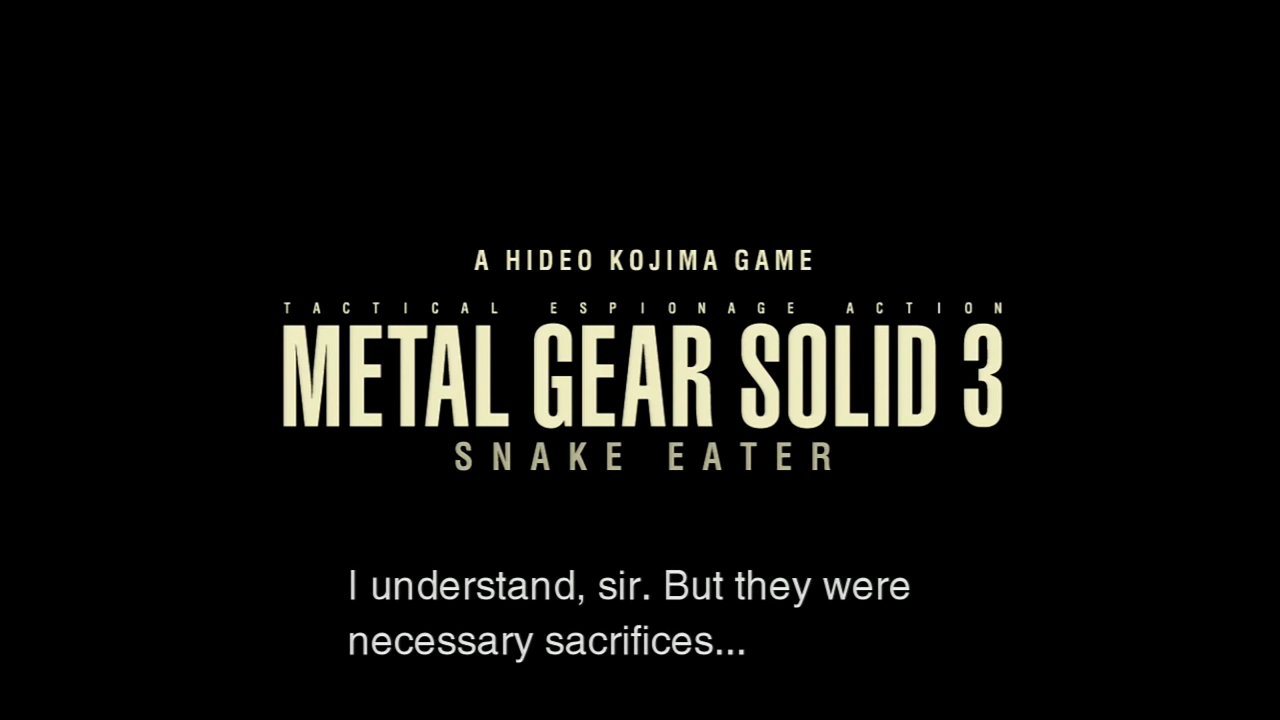 A HIDEO KOJIMA GAME
TACTICAL ESPIONAGE ACTION
METAL GEAR SOLID 3
SNAKE EATER
I understand, sir. But they were
necessary sacrifices...